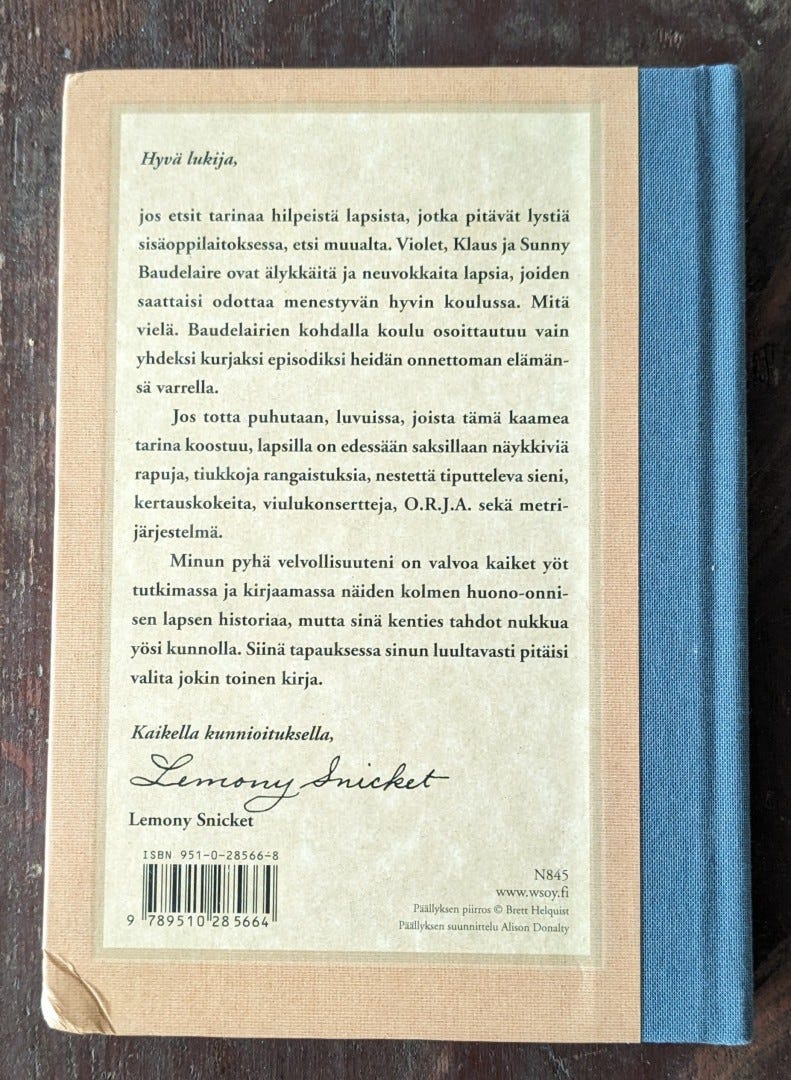 Hyvä lukija,
jos etsit tarinaa hilpeistä lapsista, jotka pitävät lystiä
sisäoppilaitoksessa, etsi muualta. Violet, Klaus ja Sunny
Baudelaire ovat älykkäitä ja neuvokkaita lapsia, joiden
saattaisi odottaa menestyvän hyvin koulussa. Mitä
vielä. Baudelairien kohdalla koulu osoittautuu vain
yhdeksi kurjaksi episodiksi heidän onnettoman elämän-
sä varrella.
Jos totta puhutaan, luvuissa, joista tämä kaamea
tarina koostuu, lapsilla on edessään saksillaan näykkiviä
rapuja, tiukkoja rangaistuksia, nestettä tiputteleva sieni,
kertauskokeita, viulukonsertteja, O.R.J.A. sekä metri-
järjestelmä.
Minun pyhä velvollisuuteni on valvoa kaiket yöt
tutkimassa ja kirjaamassa näiden kolmen huono-onni-
sen lapsen historiaa, mutta sinä kenties tahdot nukkua
yösi kunnolla. Siinä tapauksessa sinun luultavasti pitäisi
valita jokin toinen kirja.
Kaikella kunnioituksella,
Lemony Snicket
Lemony Snicket
ISBN 951-0-28566-8
9 789510 285664
N845
www.wsoy.fi
Päällyksen piirros © Brett Helquist
Päällyksen suunnittelu Alison Donalty